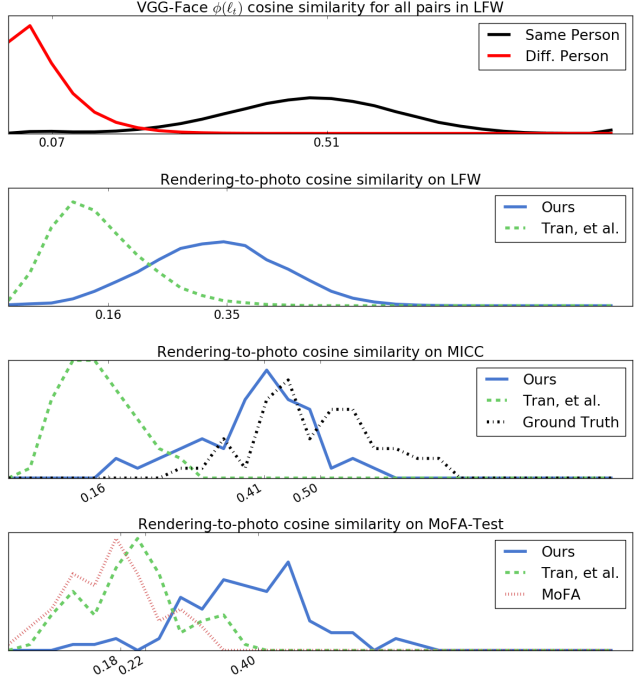 VGG-Face ϕ(ℓₜ) cosine similarity for all pairs in LFW
Same Person
Diff. Person
0.07
0.51
Rendering-to-photo cosine similarity on LFW
Ours
Tran, et al.
0.16
0.35
Rendering-to-photo cosine similarity on MICC
Ours
Tran, et al.
Ground Truth
0.16
0.41
0.50
Rendering-to-photo cosine similarity on MoFA-Test
Ours
Tran, et al.
MoFA
0.18
0.22
0.40